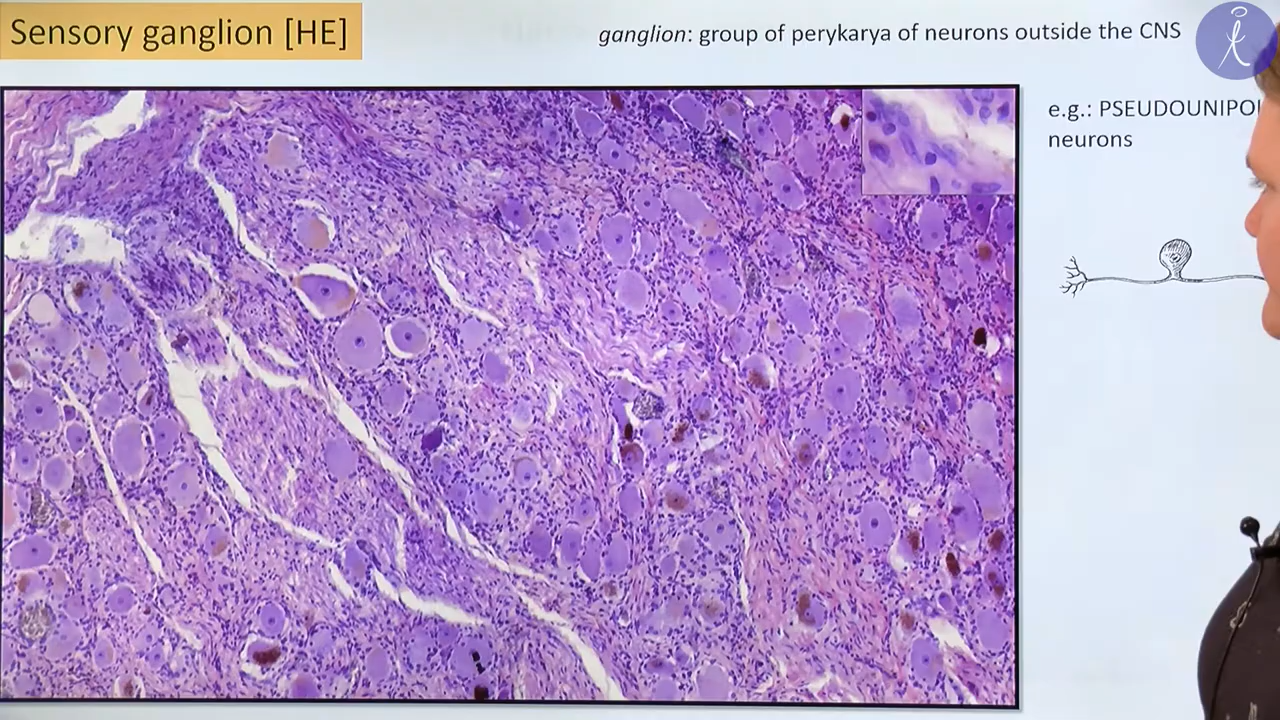 Sensory ganglion [HE]
ganglion: group of perykarya of neurons outside the CNS
e.g.:
neurons